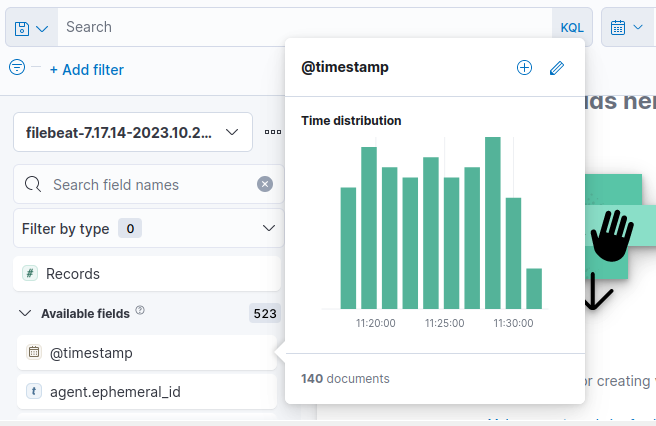 Search
KQL
+ Add filter
@timestamp
Time distribution
filebeat-7.17.14-2023.10.2...
Search field names
Filter by type 0
# Records
Available fields 523
11:20:00 11:25:00 11:30:00
@timestamp
140 documents
t agent.ephemeral_id
or creating